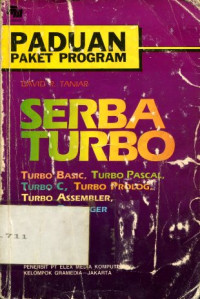 PADUAN
PAKET PROGRAM
DAVID R. TANIAR
SERBA
TURBO
TURBO BASIC, TURBO PASCAL,
TURBO C, TURBO PROLOG,
TURBO ASSEMBLER,
.711
PENERBIT PT ELEX MEDIA
KELOMPOK GRAMEDIA - JAKARTA